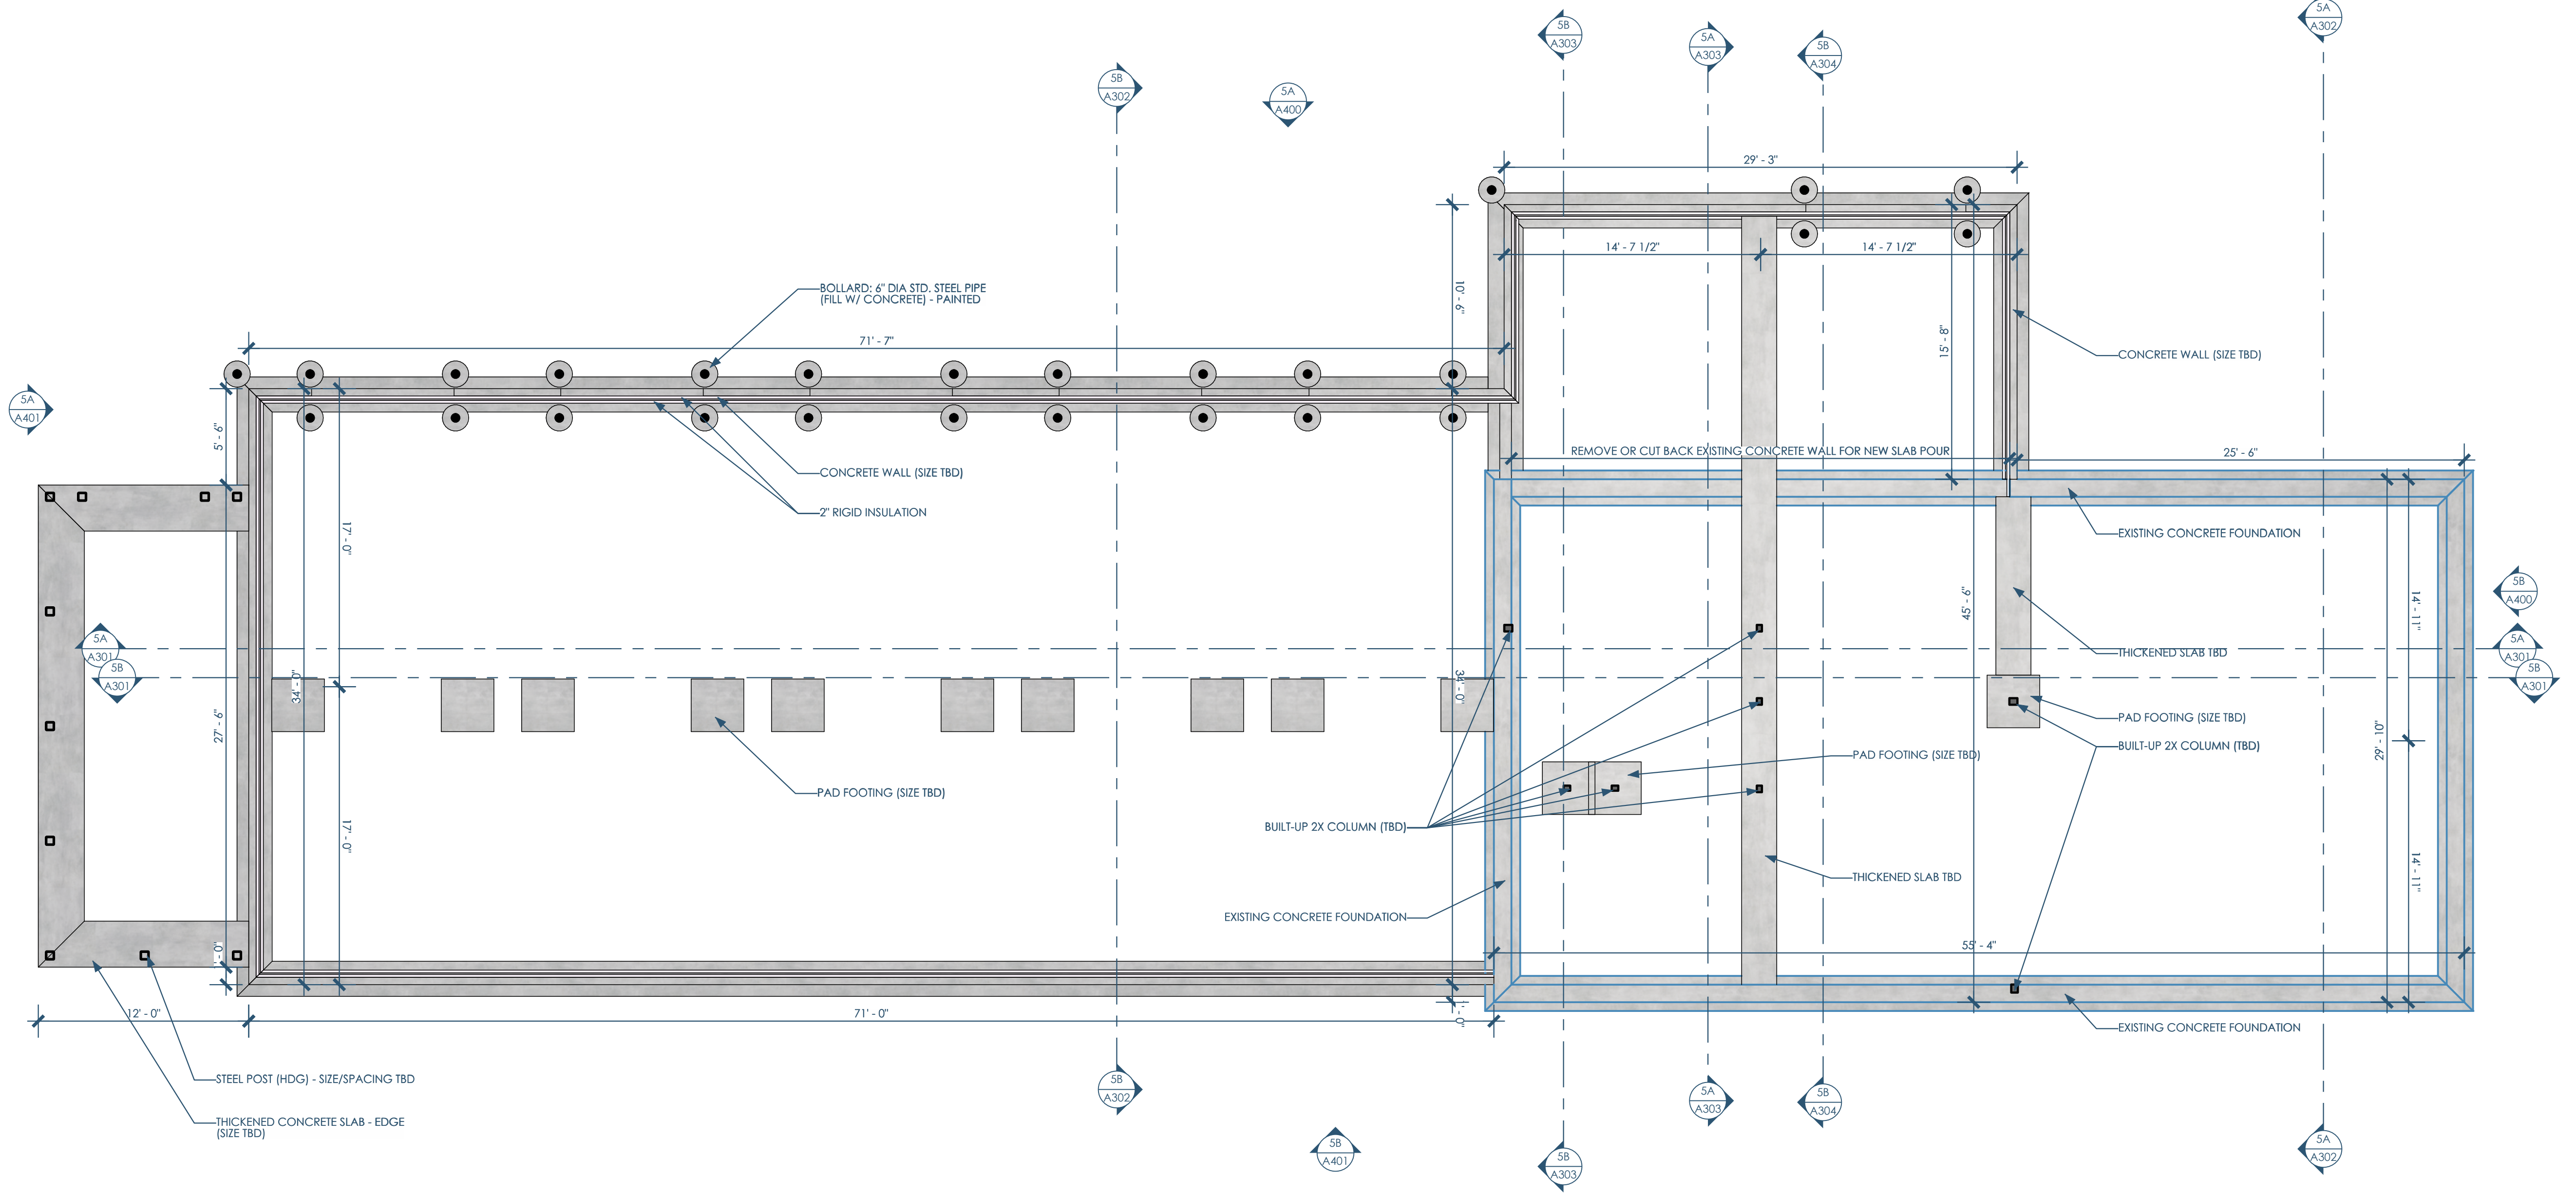 5A
A302
5B
A303
5A
A303
5B
A304
5B
A302
5A
A400
29' - 3"
14' - 7 1/2"
14' - 7 1/2"
BOLLARD: 6" DIA STD. STEEL PIPE
(FILL W/ CONCRETE) - PAINTED
10' - 6"
71' - 7"
15' - 8"
CONCRETE WALL (SIZE TBD)
5A
A401
5' - 6"
REMOVE OR CUT BACK EXISTING CONCRETE WALL FOR NEW SLAB POUR
25' - 6"
CONCRETE WALL (SIZE TBD)
2" RIGID INSULATION
17' - 0"
EXISTING CONCRETE FOUNDATION
5B
A400
45' - 6"
14' - 11"
5A
A301
5B
A301
THICKENED SLAB TBD
5A
A301
5B
A301
34' - 0"
34' - 0"
27' - 6"
PAD FOOTING (SIZE TBD)
BUILT-UP 2X COLUMN (TBD)
29' - 10"
PAD FOOTING (SIZE TBD)
PAD FOOTING (SIZE TBD)
17' - 0"
BUILT-UP 2X COLUMN (TBD)
THICKENED SLAB TBD
14' - 11"
EXISTING CONCRETE FOUNDATION
55' - 4"
12' - 0"
71' - 0"
EXISTING CONCRETE FOUNDATION
STEEL POST (HDG) - SIZE/SPACING TBD
THICKENED CONCRETE SLAB - EDGE
(SIZE TBD)
5B
A302
5A
A303
5B
A304
5B
A401
5B
A303
5A
A302